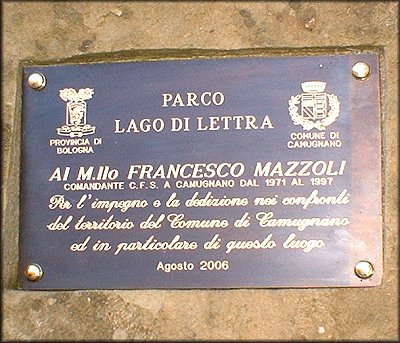 PARCO
LAGO DI LETTRA
PROVINCIA DI
BOLOGNA
COMUNE DI
CAMUGNANO
Al M.llo FRANCESCO MAZZOLI
COMANDANTE C.F.S. A CAMUGNANO DAL 1971 AL 1997
Per l'impegno e la dedizione nei confronti
del territorio del Comune di Camugnano
ed in particolare di questo luogo
Agosto 2006